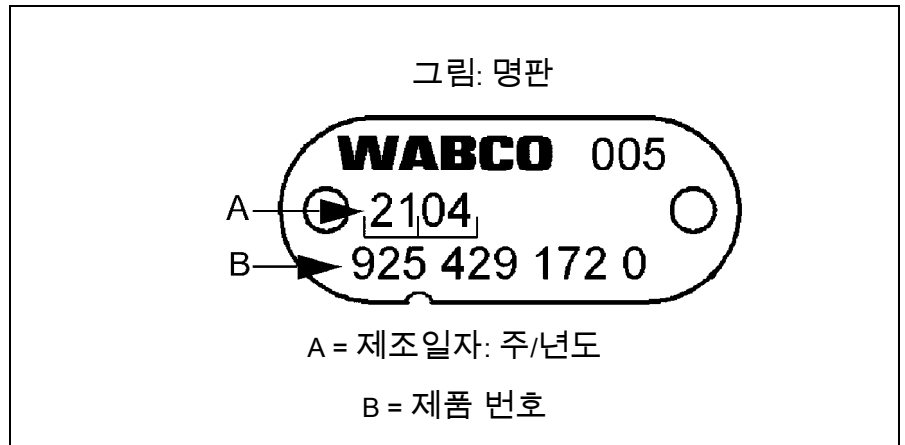 그림: 명판
WABCO 005
A 2104
B 925 429 172 0
A = 제조일자: 주/년도
B = 제품 번호